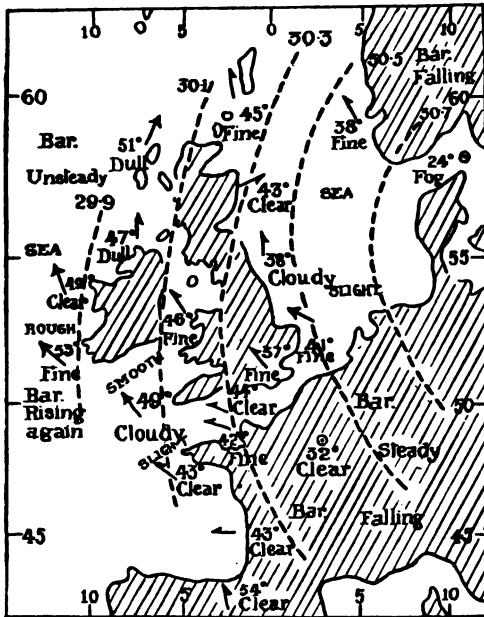 10 5 0 5 10
30.3
30.5
Bar.
Falling
30.1
60
60
30.7
45°
Fine
38°
Fine
51°
Dull
Bar.
Unsteady
24°
Fog
43°
Clear
SEA
29.9
47°
Dull
SEA
38°
Cloudy
55
SLIGHT
49°
Clear
46°
Fine
ROUGH
53°
Fine
37°
Fine
41°
Fine
SMOOTH
Bar.
Rising
again
49°
44°
Clear
Bar.
50
Cloudy
SLIGHT
42°
Fine
32°
Clear
Steady
43°
Clear
Bar.
Falling
45
43°
Clear
45
54°
Clear
10 5 0 5 10